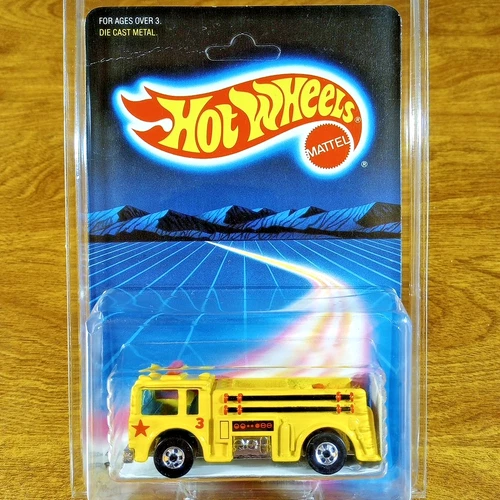 FOR AGES OVER 3.
DIE CAST METAL.
HOT WHEELS®
MATTEL
®
3